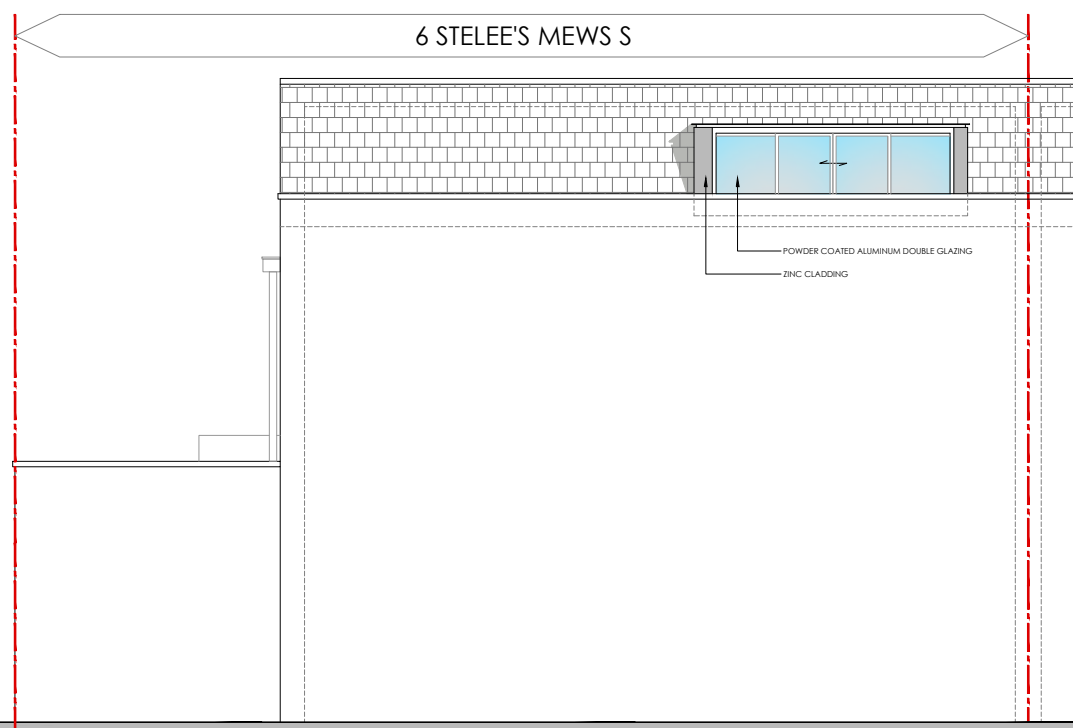 6 STELEE'S MEWS S
POWDER COATED ALUMINUM DOUBLE GLAZING
ZINC CLADDING